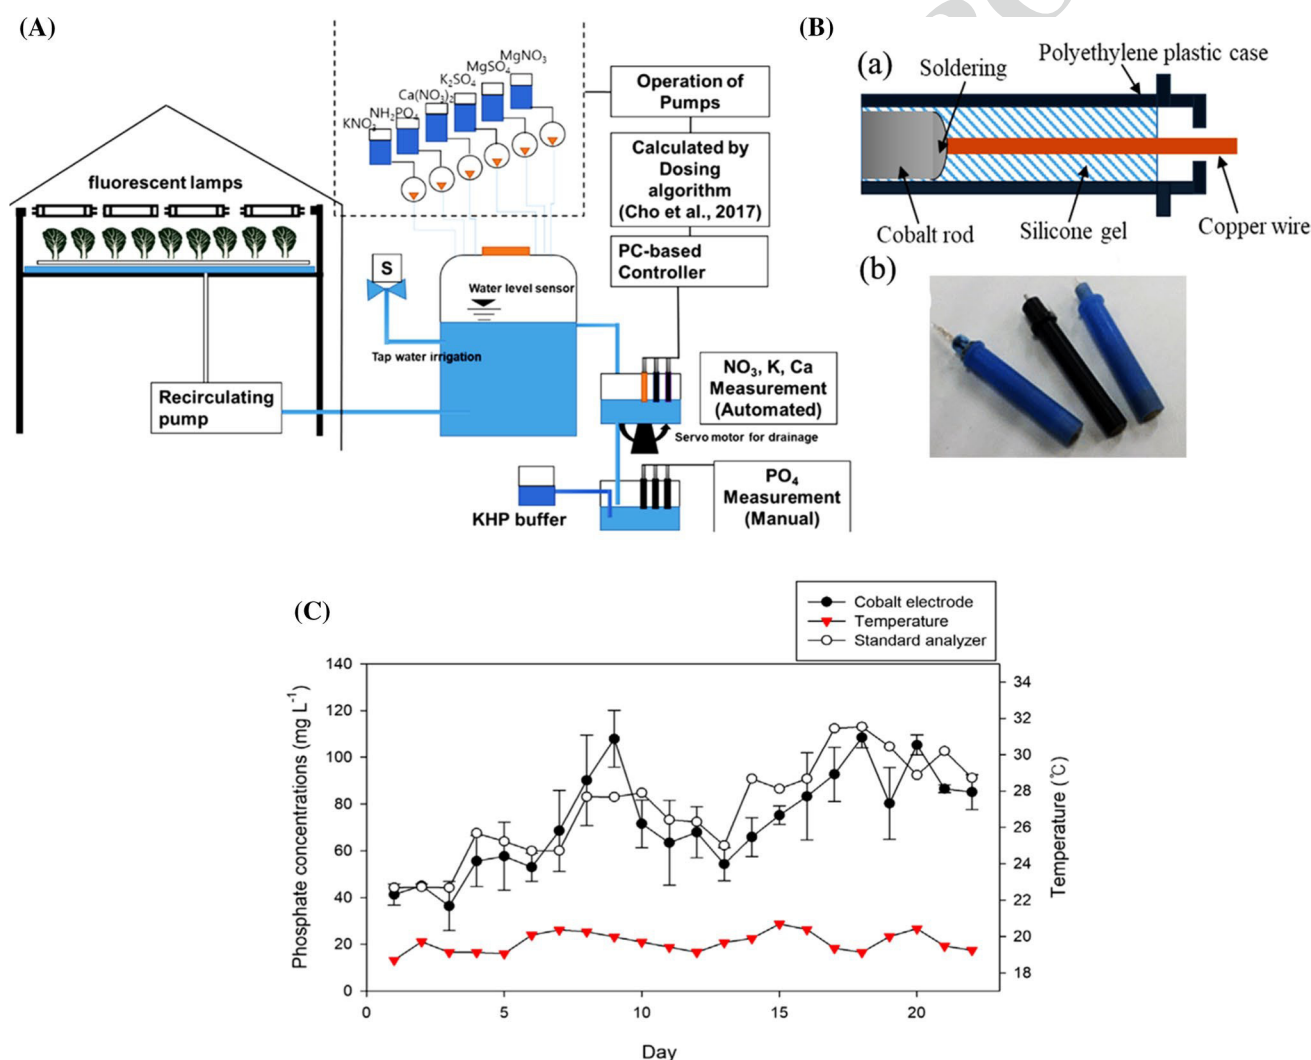 (A)
MgNO3
MgSO4
K2SO4
Ca(NO3)2
NH2PO4
KNO3
fluorescent lamps
Operation of
Pumps
Calculated by
Dosing
algorithm
(Cho et al., 2017)
PC-based
Controller
S
Water level sensor
Tap water irrigation
Recirculating
pump
NO3, K, Ca
Measurement
(Automated)
Servo motor for drainage
KHP buffer
PO4
Measurement
(Manual)
(B)
(a)
Polyethylene plastic case
Soldering
Cobalt rod
Silicone gel
Copper wire
(b)
(C)
Cobalt electrode
Temperature
Standard analyzer
Phosphate concentrations (mg L-1)
140
120
100
80
60
40
20
0
0
5
10
15
20
Day
34
32
30
28
26
24
22
20
18
Temperature (℃)